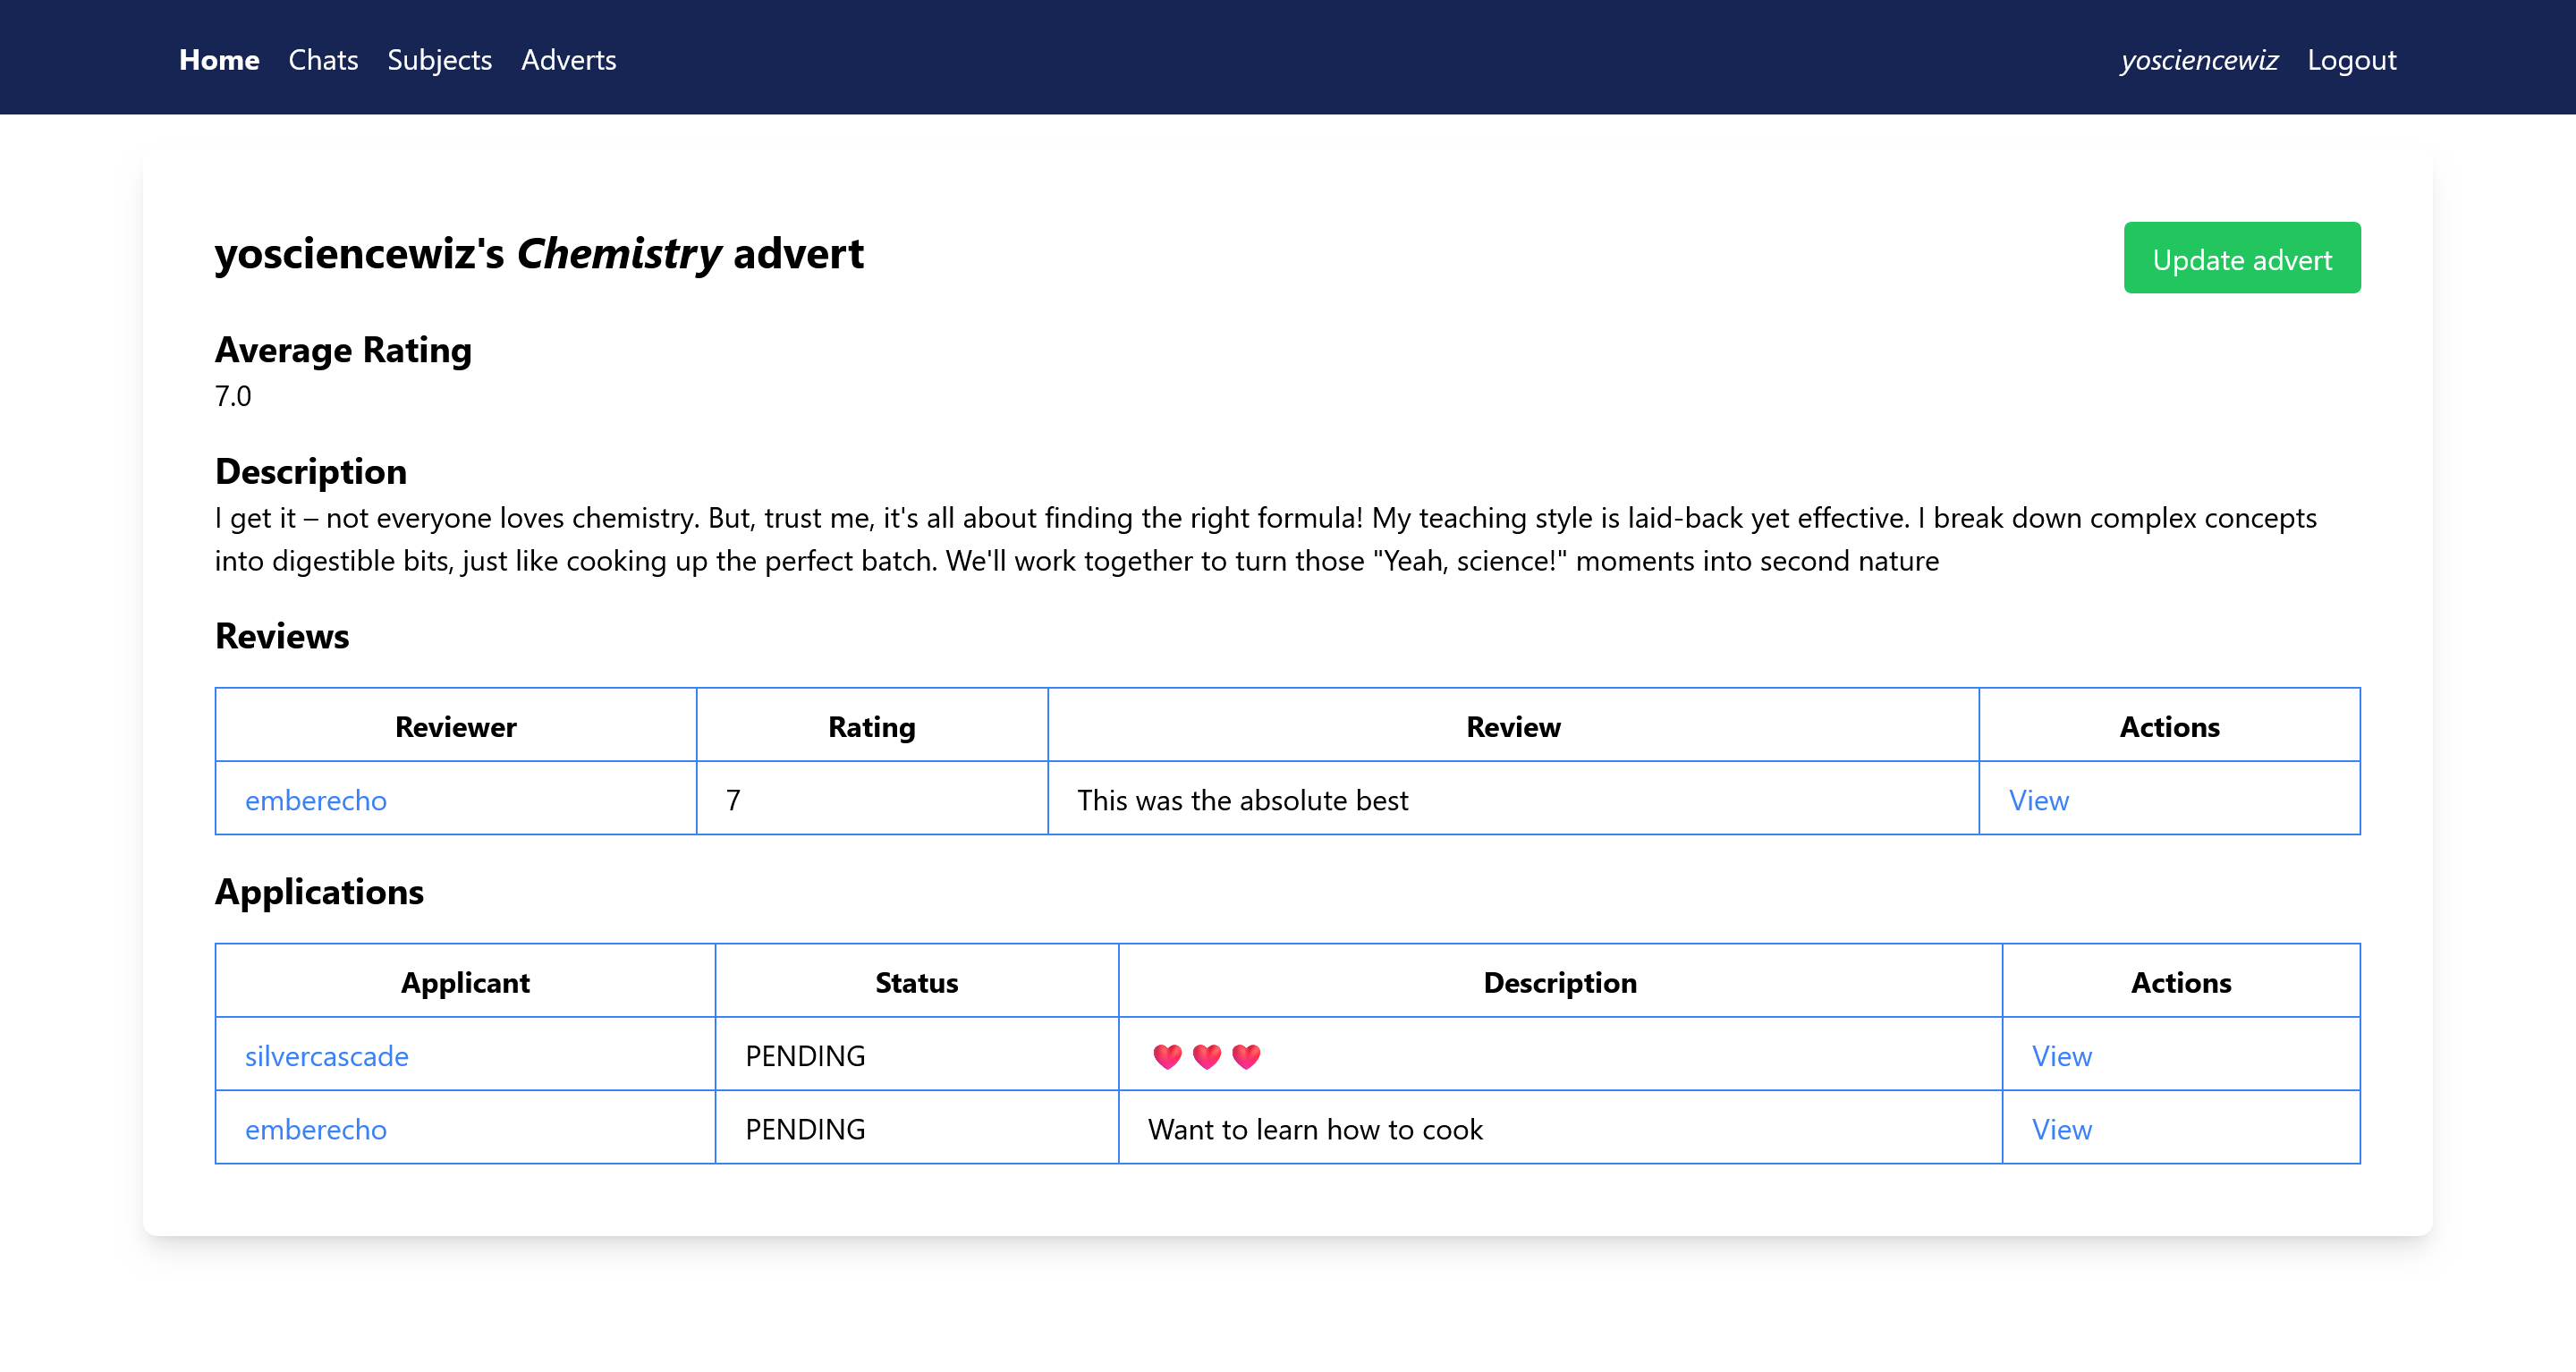 Home Chats Subjects Adverts yosciencewiz Logout
yosciencewiz's Chemistry advert Update advert
Average Rating
7.0
Description
I get it – not everyone loves chemistry. But, trust me, it's all about finding the right formula! My teaching style is laid-back yet effective. I break down complex concepts
into digestible bits, just like cooking up the perfect batch. We'll work together to turn those "Yeah, science!" moments into second nature
Reviews
Reviewer Rating Review Actions
emberecho 7 This was the absolute best View
Applications
Applicant Status Description Actions
silvercascade PENDING ❤️❤️❤️ View
emberecho PENDING Want to learn how to cook View